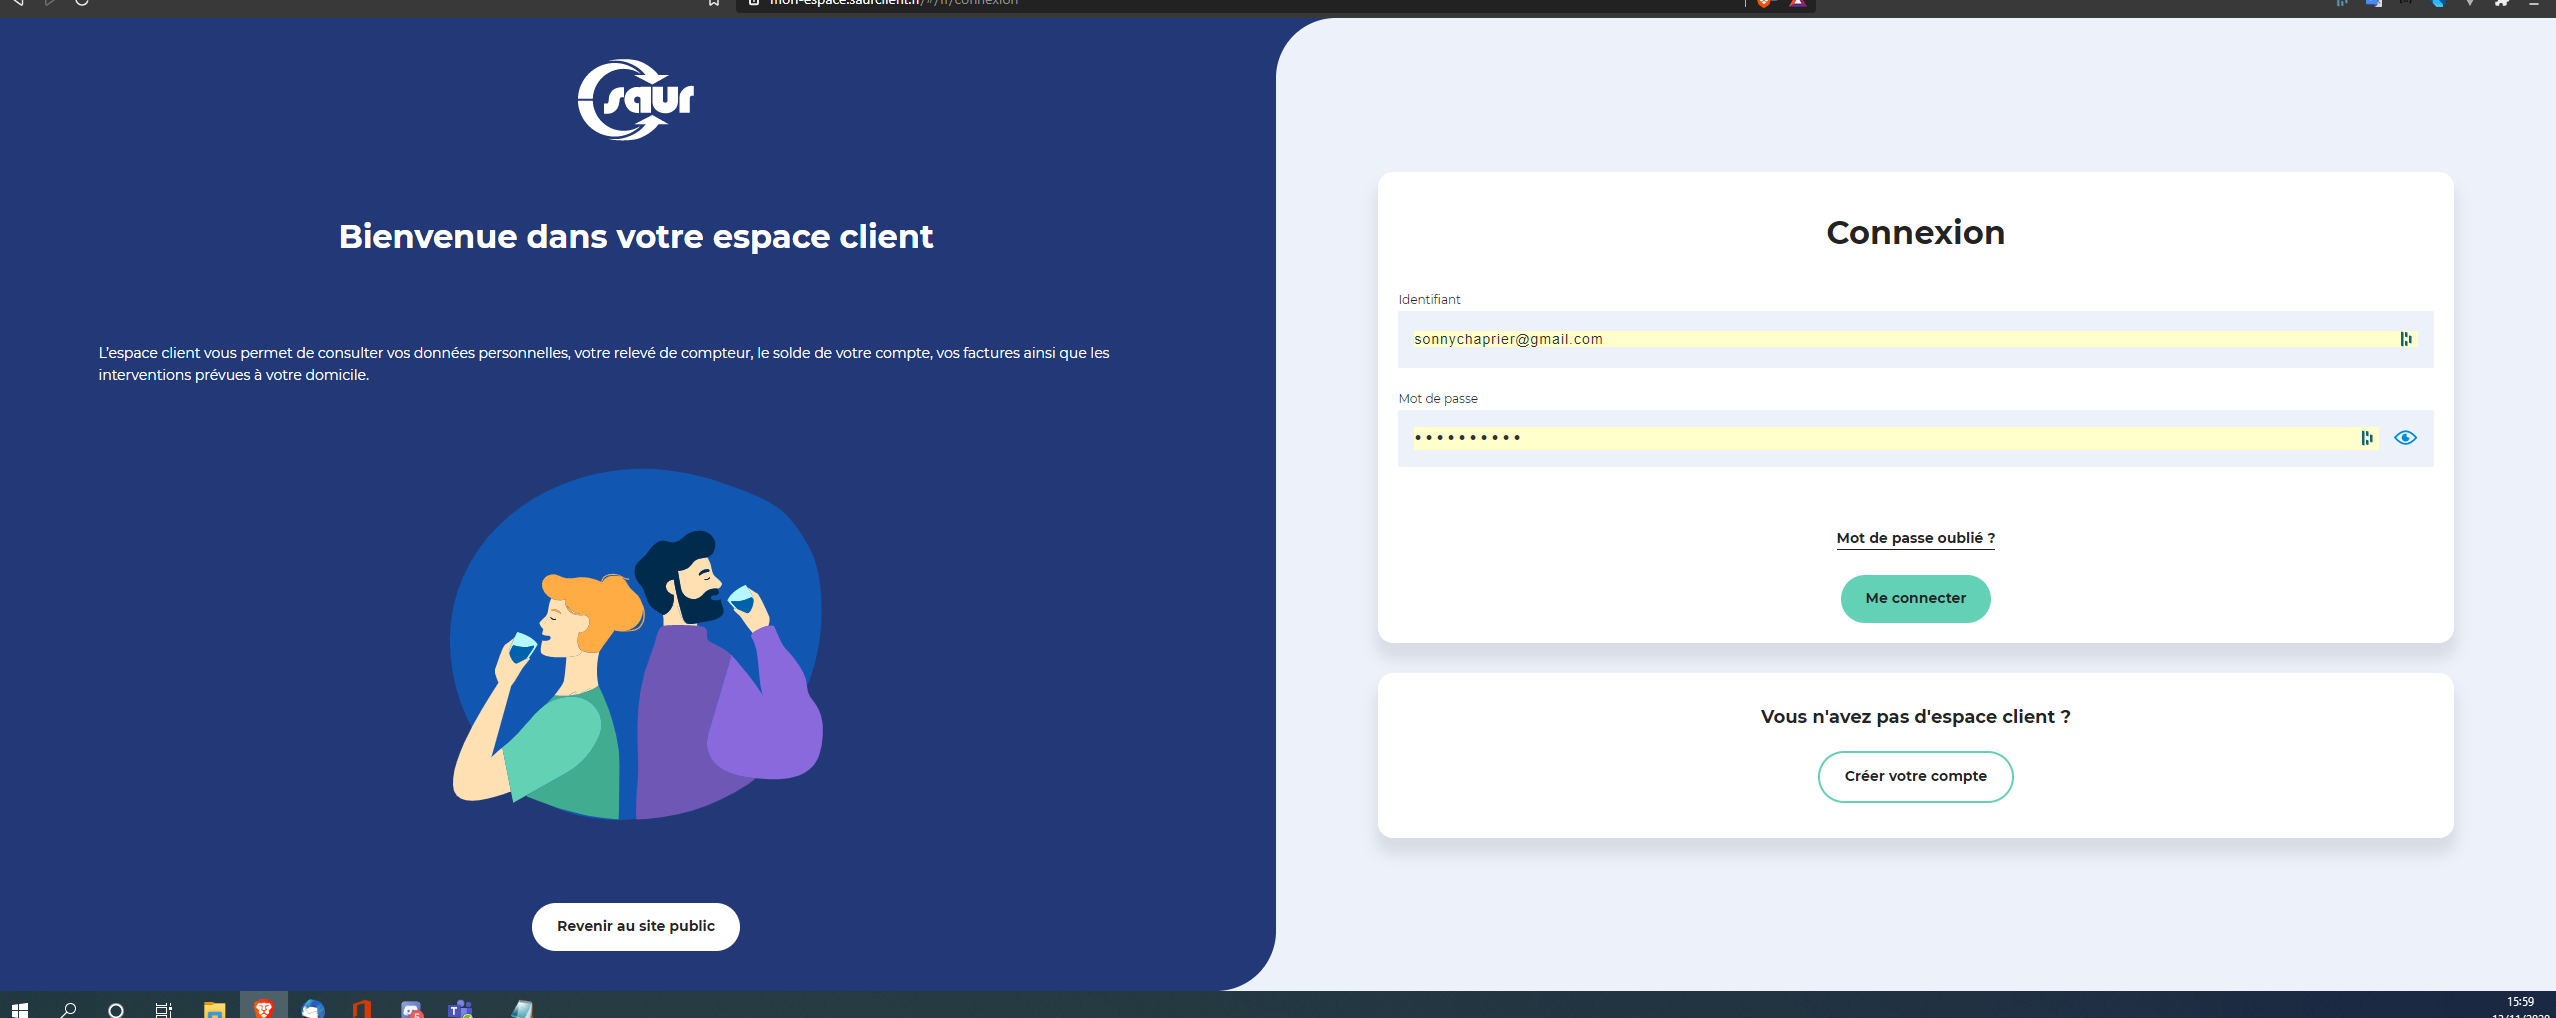 mon-espace.saurclient.fr/#/fr/connexion
saur
Bienvenue dans votre espace client
L'espace client vous permet de consulter vos données personnelles, votre relevé de compteur, le solde de votre compte, vos factures ainsi que les
interventions prévues à votre domicile.
Revenir au site public
Connexion
Identifiant
sonnychaprier@gmail.com
Mot de passe
••••••••••
Mot de passe oublié ?
Me connecter
Vous n'avez pas d'espace client ?
Créer votre compte
15:59